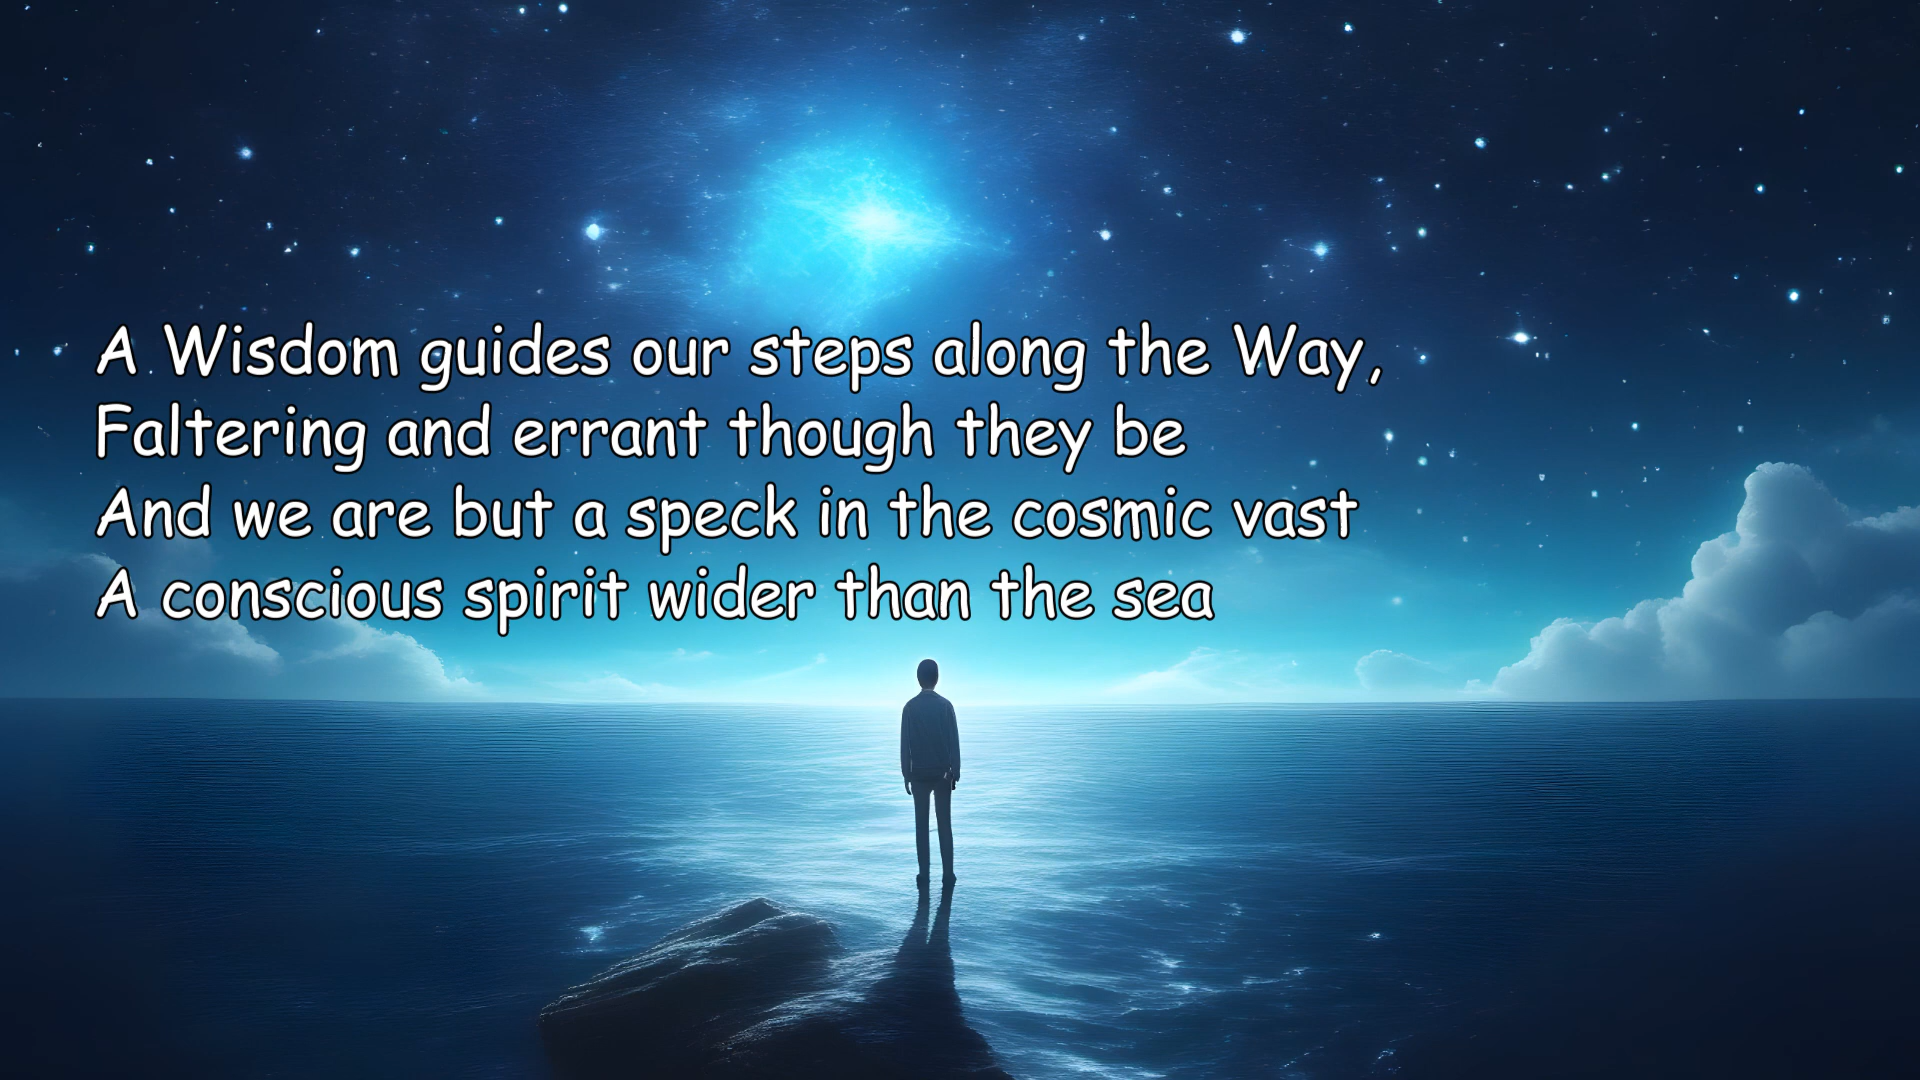 A Wisdom guides our steps along the Way,
Faltering and errant though they be
And we are but a speck in the cosmic vast
A conscious spirit wider than the sea